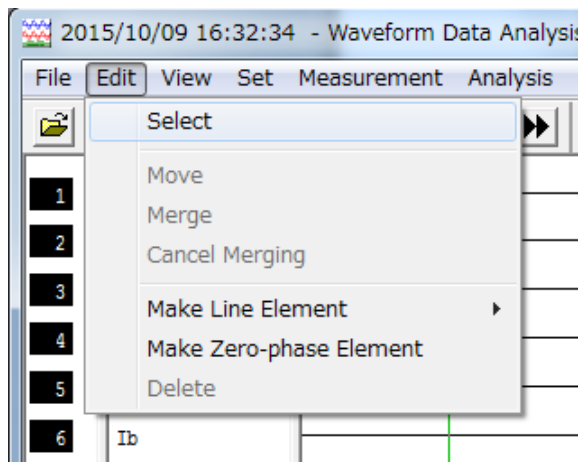 2015/10/09 16:32:34 - Waveform Data Analysis
File Edit View Set Measurement Analysis
Select
Move
Merge
Cancel Merging
Make Line Element
Make Zero-phase Element
Delete
1
2
3
4
5
6 Ib